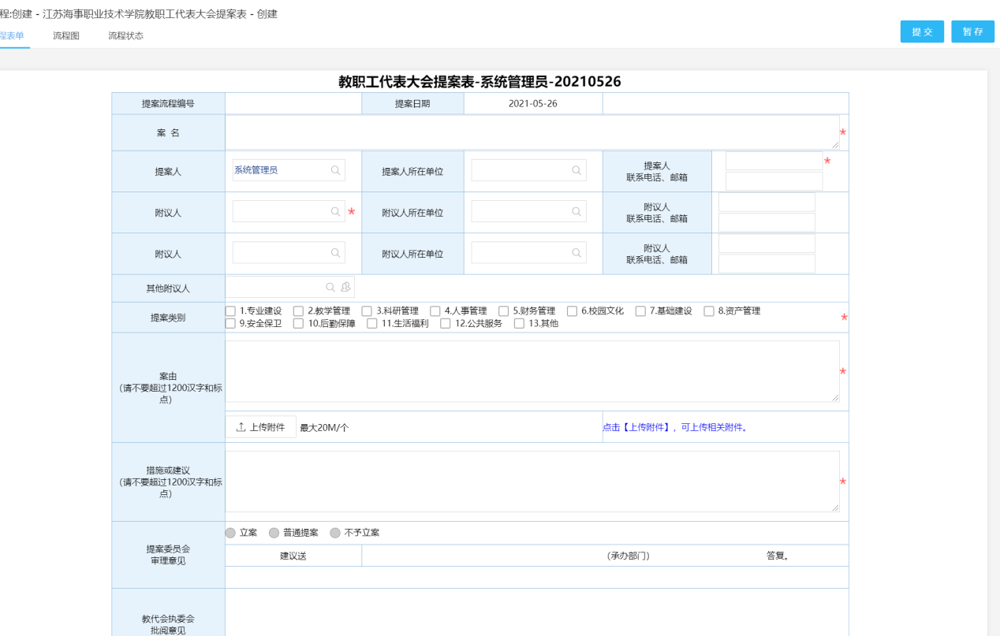 程:创建 - 江苏海事职业技术学院教职工代表大会提案表 - 创建
程表单 流程图 流程状态 提 交 暂 存
教职工代表大会提案表-系统管理员-20210526
提案流程编号 提案日期 2021-05-26
案 名 *
提案人 系统管理员 提案人所在单位 提案人
联系电话、邮箱 *
附议人 * 附议人所在单位 附议人
联系电话、邮箱
附议人 附议人所在单位 附议人
联系电话、邮箱
其他附议人
提案类别 1.专业建设 2.教学管理 3.科研管理 4.人事管理 5.财务管理 6.校园文化 7.基础建设 8.资产管理
9.安全保卫 10.后勤保障 11.生活福利 12.公共服务 13.其他 *
案由
(请不要超过1200汉字和标
点) *
上传附件 最大20M/个 点击【上传附件】，可上传相关附件。
措施或建议
(请不要超过1200汉字和标
点) *
立案 普通提案 不予立案
提案委员会
审理意见
建议送 (承办部门) 答复。
教代会执委会
批阅意见